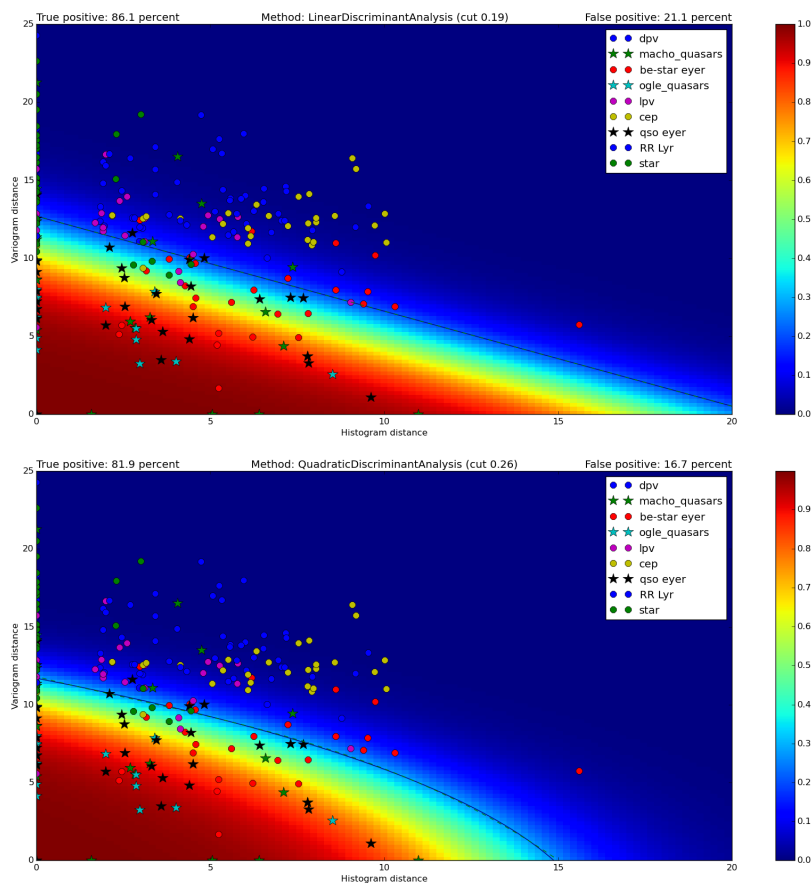 True positive: 86.1 percent Method: LinearDiscriminantAnalysis (cut 0.19) False positive: 21.1 percent
25
20
15
10
5
0
Variogram distance
dpv
macho_quasars
be-star eyer
ogle_quasars
lpv
cep
qso eyer
RR Lyr
star
0 5 10 15 20
Histogram distance
1.0
0.9
0.8
0.7
0.6
0.5
0.4
0.3
0.2
0.1
0.0
True positive: 81.9 percent Method: QuadraticDiscriminantAnalysis (cut 0.26) False positive: 16.7 percent
25
20
15
10
5
0
Variogram distance
dpv
macho_quasars
be-star eyer
ogle_quasars
lpv
cep
qso eyer
RR Lyr
star
0 5 10 15 20
Histogram distance
0.9
0.8
0.7
0.6
0.5
0.4
0.3
0.2
0.1
0.0